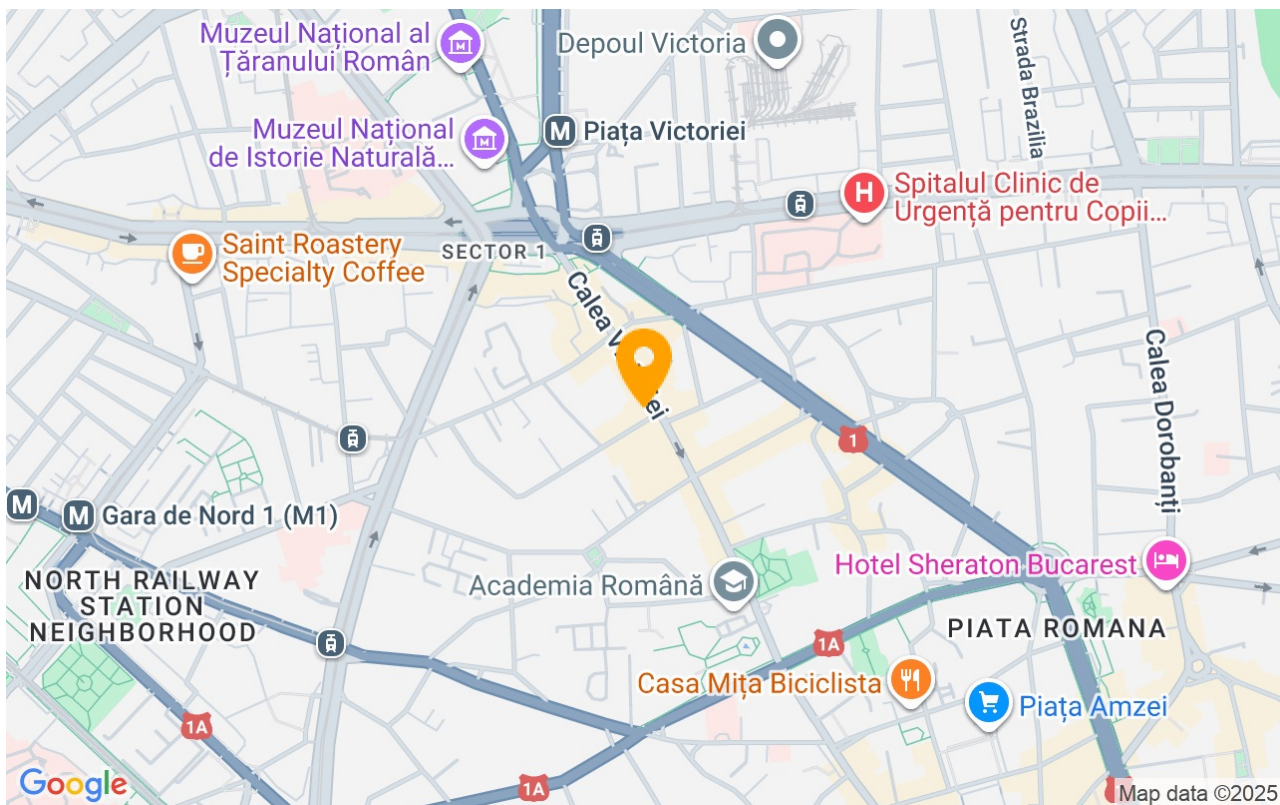 Muzeul Național al
Țăranului Român
Depoul Victoria
Strada Brazilia
Muzeul Național
de Istorie Naturală...
M
Piața Victoriei
H
Spitalul Clinic de
Urgență pentru Copii...
Saint Roastery
Specialty Coffee
SECTOR 1
Calea V
iei
Calea Dorobanți
1
M
M
Gara de Nord 1 (M1)
Hotel Sheraton Bucarest
Academia Română
NORTH RAILWAY
STATION
NEIGHBORHOOD
PIATA ROMANA
1A
Casa Mița Biciclista
Piața Amzei
1A
1A
Google
Map data ©2025